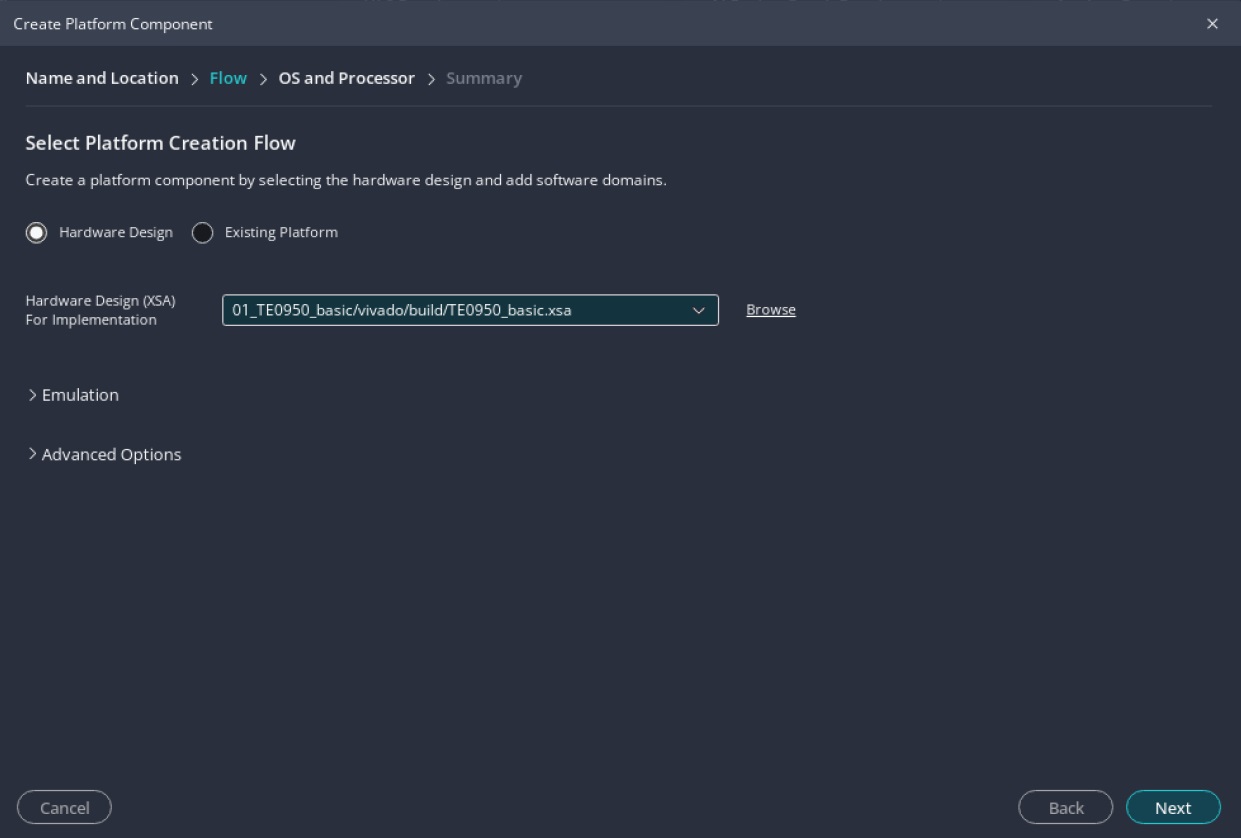 Create Platform Component
Name and Location > Flow > OS and Processor > Summary
Select Platform Creation Flow
Create a platform component by selecting the hardware design and add software domains.
Hardware Design Existing Platform
Hardware Design (XSA)
For Implementation
01_TE0950_basic/vivado/build/TE0950_basic.xsa
Browse
Emulation
Advanced Options
Cancel Back Next